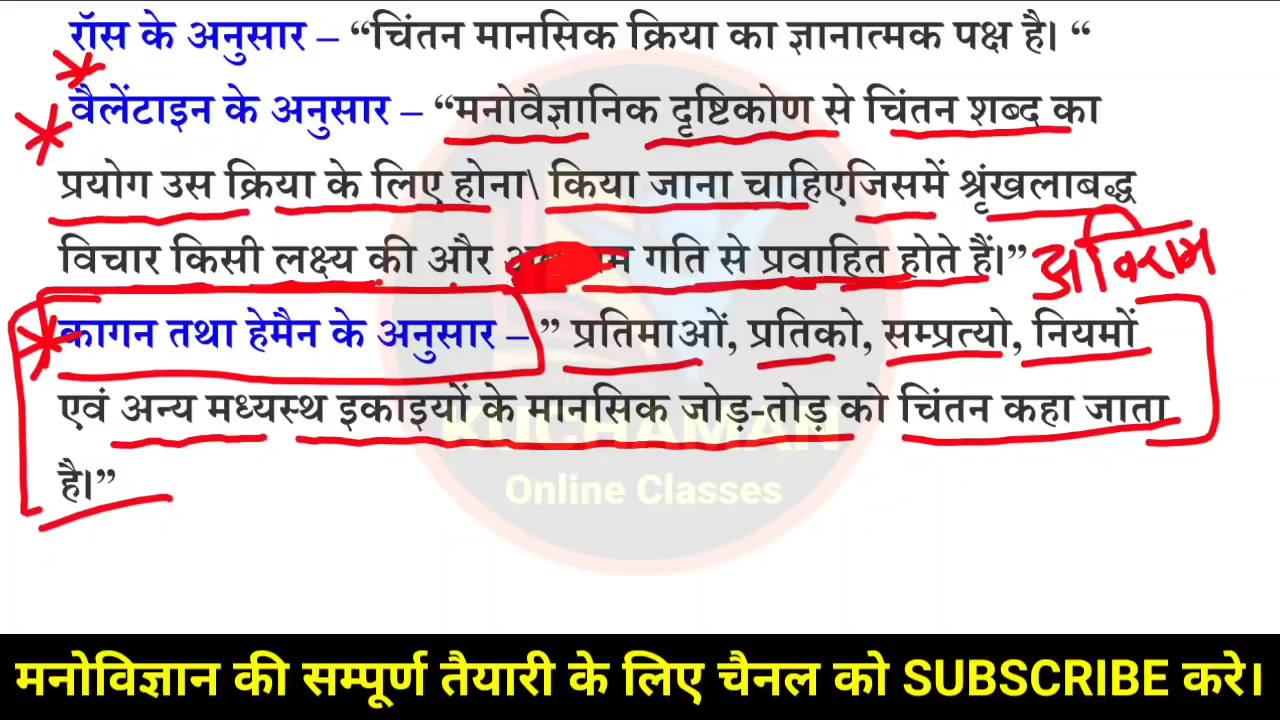 रॉस के अनुसार – “चिंतन मानसिक क्रिया का ज्ञानात्मक पक्ष है। “
वैलेंटाइन के अनुसार – “मनोवैज्ञानिक दृष्टिकोण से चिंतन शब्द का
प्रयोग उस क्रिया के लिए होना\ किया जाना चाहिएजिसमें श्रृंखलाबद्ध
विचार किसी लक्ष्य की और गति से प्रवाहित होते हैं।” अविराम
कागन तथा हेमैन के अनुसार – ” प्रतिमाओं, प्रतिको, सम्प्रत्यो, नियमों
एवं अन्य मध्यस्थ इकाइयों के मानसिक जोड़-तोड़ को चिंतन कहा जाता
है।”
KUCHAMAN
Online Classes
मनोविज्ञान की सम्पूर्ण तैयारी के लिए चैनल को SUBSCRIBE करे।